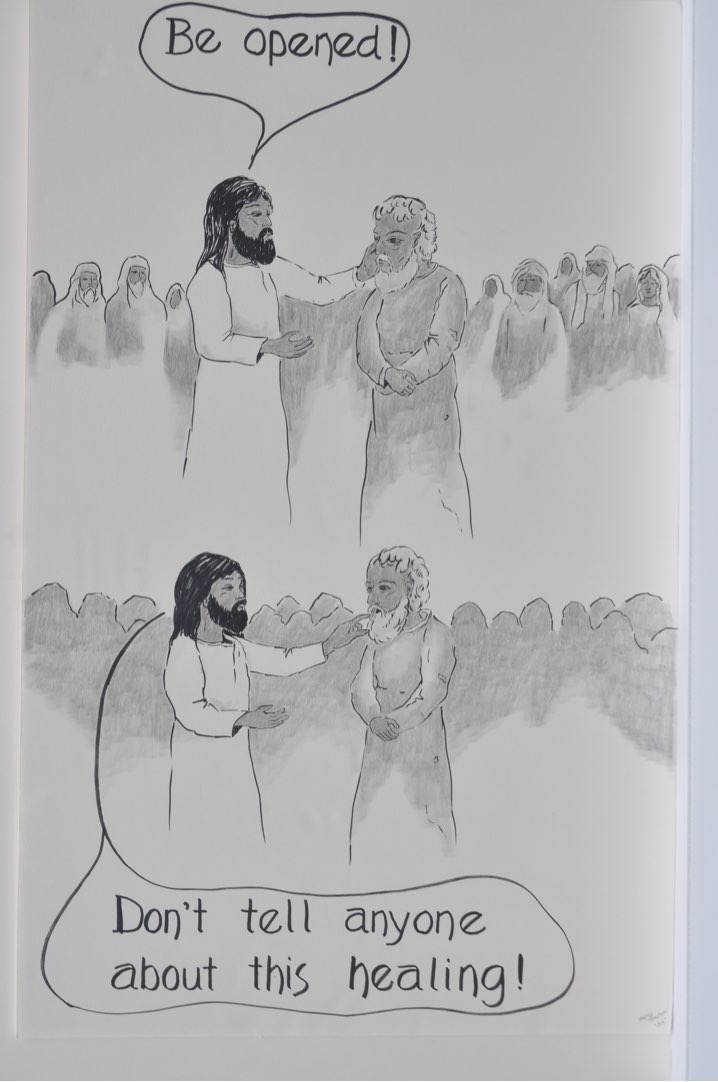 Be opened!
Don't tell anyone
about this healing!